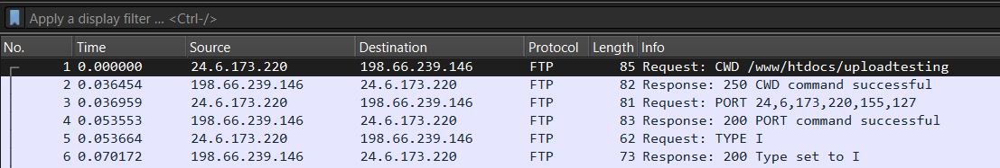 Apply a display filter ... <Ctrl-/>
No. Time Source Destination Protocol Length Info
1 0.000000 24.6.173.220 198.66.239.146 FTP 85 Request: CWD /www/htdocs/uploadtesting
2 0.036454 198.66.239.146 24.6.173.220 FTP 82 Response: 250 CWD command successful
3 0.036959 24.6.173.220 198.66.239.146 FTP 81 Request: PORT 24,6,173,220,155,127
4 0.053553 198.66.239.146 24.6.173.220 FTP 83 Response: 200 PORT command successful
5 0.053664 24.6.173.220 198.66.239.146 FTP 62 Request: TYPE I
6 0.070172 198.66.239.146 24.6.173.220 FTP 73 Response: 200 Type set to I